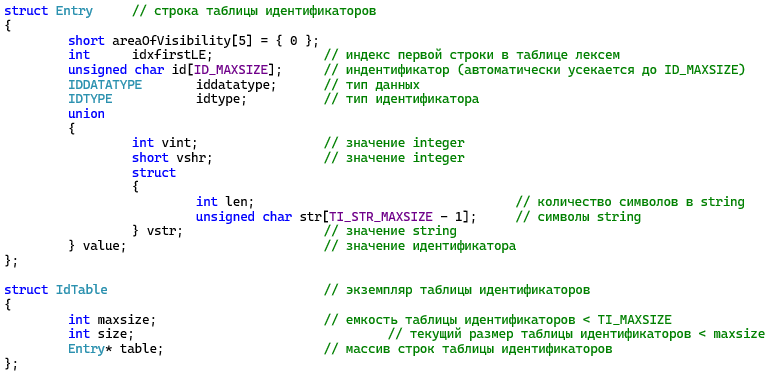 struct Entry // строка таблицы идентификаторов
{
short areaOfVisibility[5] = { 0 };
int idxfirstLE; // индекс первой строки в таблице лексем
unsigned char id[ID_MAXSIZE]; // индентификатор (автоматически усекается до ID_MAXSIZE)
IDDATATYPE iddatatype; // тип данных
IDTYPE idtype; // тип идентификатора
union
{
int vint; // значение integer
short vshr; // значение integer
struct
{
int len; // количество символов в string
unsigned char str[TI_STR_MAXSIZE - 1]; // символы string
} vstr; // значение string
} value; // значение идентификатора
};
struct IdTable // экземпляр таблицы идентификаторов
{
int maxsize; // емкость таблицы идентификаторов < TI_MAXSIZE
int size; // текущий размер таблицы идентификаторов < maxsize
Entry* table; // массив строк таблицы идентификаторов
};